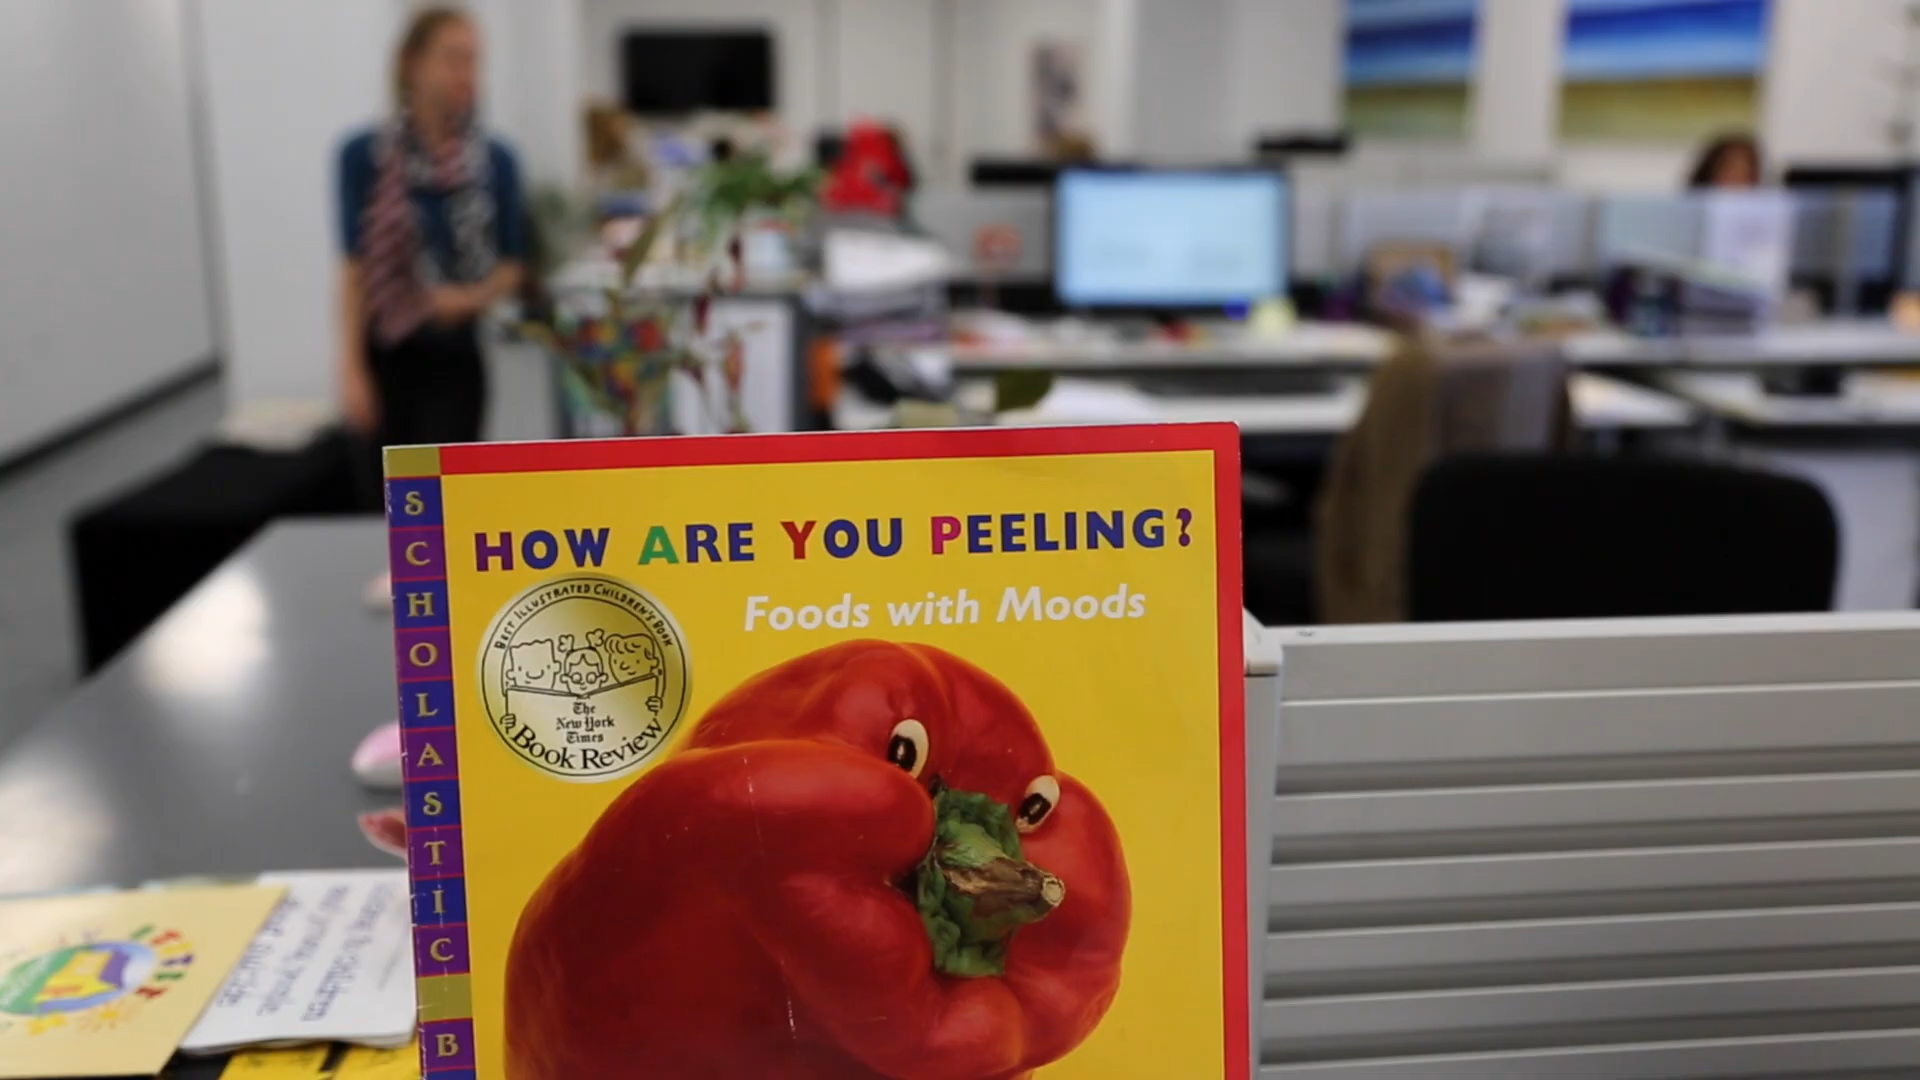 HOW ARE YOU PEELING?
Foods with Moods
BEST ILLUSTRATED CHILDREN'S BOOK
The
New York
Times
Book Review
SCHOLASTIC
B